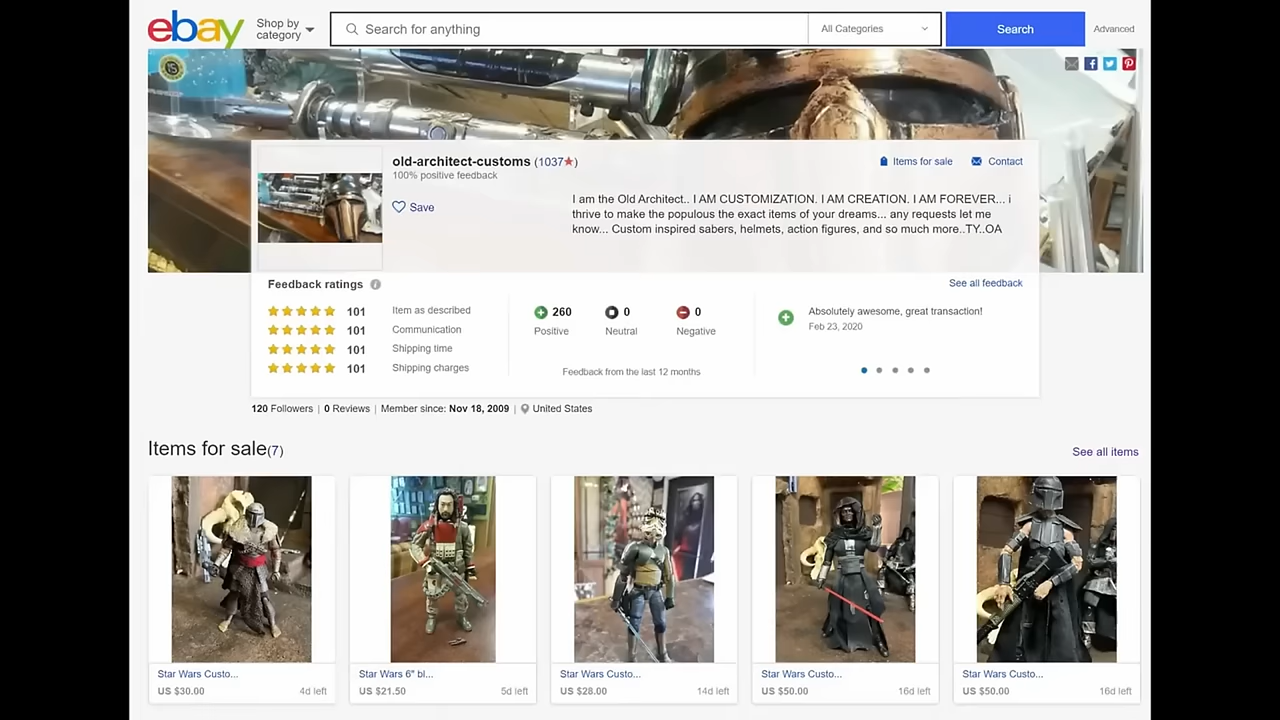 ebay
Shop by
category
Search for anything
All Categories
Search
Advanced
old-architect-customs (1037★)
100% positive feedback
Items for sale
Contact
Save
I am the Old Architect.. I AM CUSTOMIZATION. I AM CREATION. I AM FOREVER... i
thrive to make the populous the exact items of your dreams... any requests let me
know... Custom inspired sabers, helmets, action figures, and so much more..TY..OA
Feedback ratings
See all feedback
101 Item as described
101 Communication
101 Shipping time
101 Shipping charges
260
Positive
0
Neutral
0
Negative
Feedback from the last 12 months
Absolutely awesome, great transaction!
Feb 23, 2020
120 Followers | 0 Reviews | Member since: Nov 18, 2009 | United States
Items for sale(7)
See all items
Star Wars Custo...
US $30.00 4d left
Star Wars 6" bl...
US $21.50 5d left
Star Wars Custo...
US $28.00 14d left
Star Wars Custo...
US $50.00 16d left
Star Wars Custo...
US $50.00 16d left